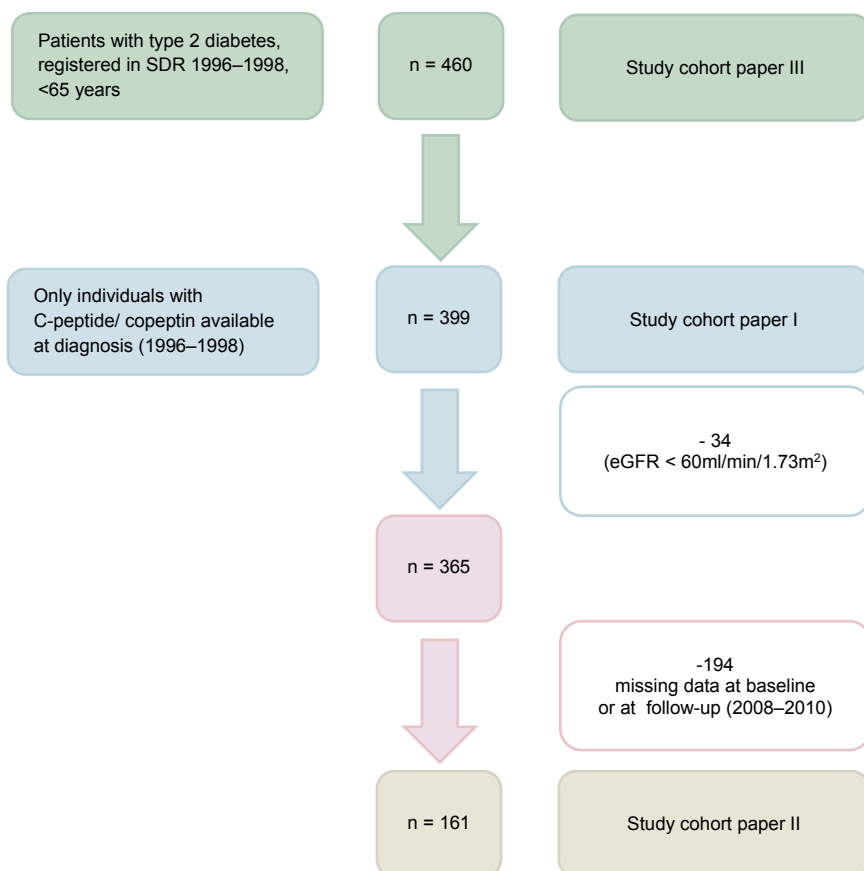 Patients with type 2 diabetes,
registered in SDR 1996–1998,
<65 years
n = 460
Study cohort paper III
Only individuals with
C-peptide/ copeptin available
at diagnosis (1996–1998)
n = 399
Study cohort paper I
- 34
(eGFR < 60ml/min/1.73m²)
n = 365
-194
missing data at baseline
or at follow-up (2008–2010)
n = 161
Study cohort paper II